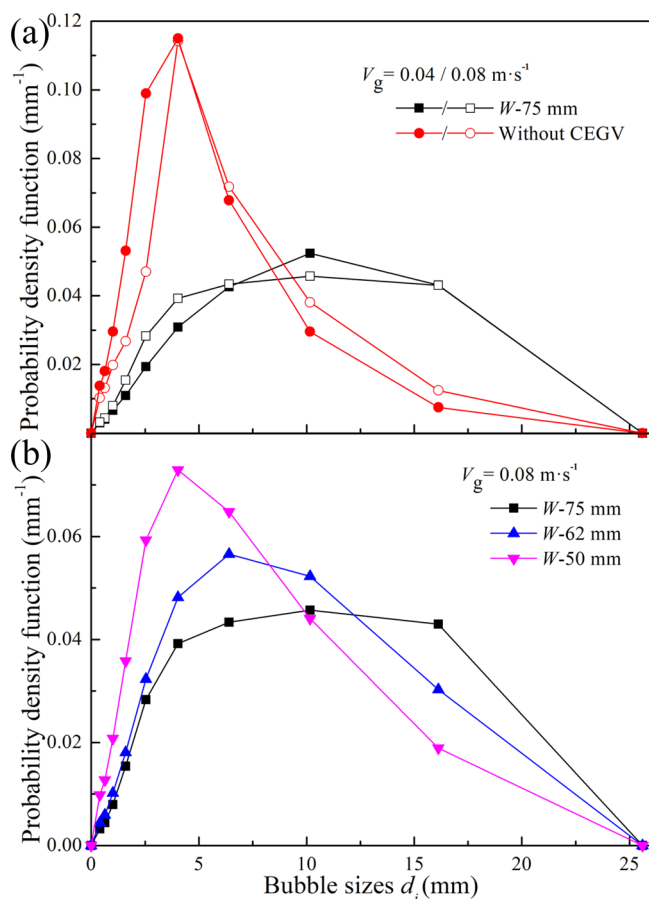 (a)
0.12
0.10
0.08
0.06
0.04
0.02
Probability density function (mm⁻¹)
Vg= 0.04 / 0.08 m·s⁻¹
/ W-75 mm
/ Without CEGV
(b)
0.06
0.04
0.02
0.00
Probability density function (mm⁻¹)
Vg= 0.08 m·s⁻¹
W-75 mm
W-62 mm
W-50 mm
0 5 10 15 20 25
Bubble sizes di (mm)